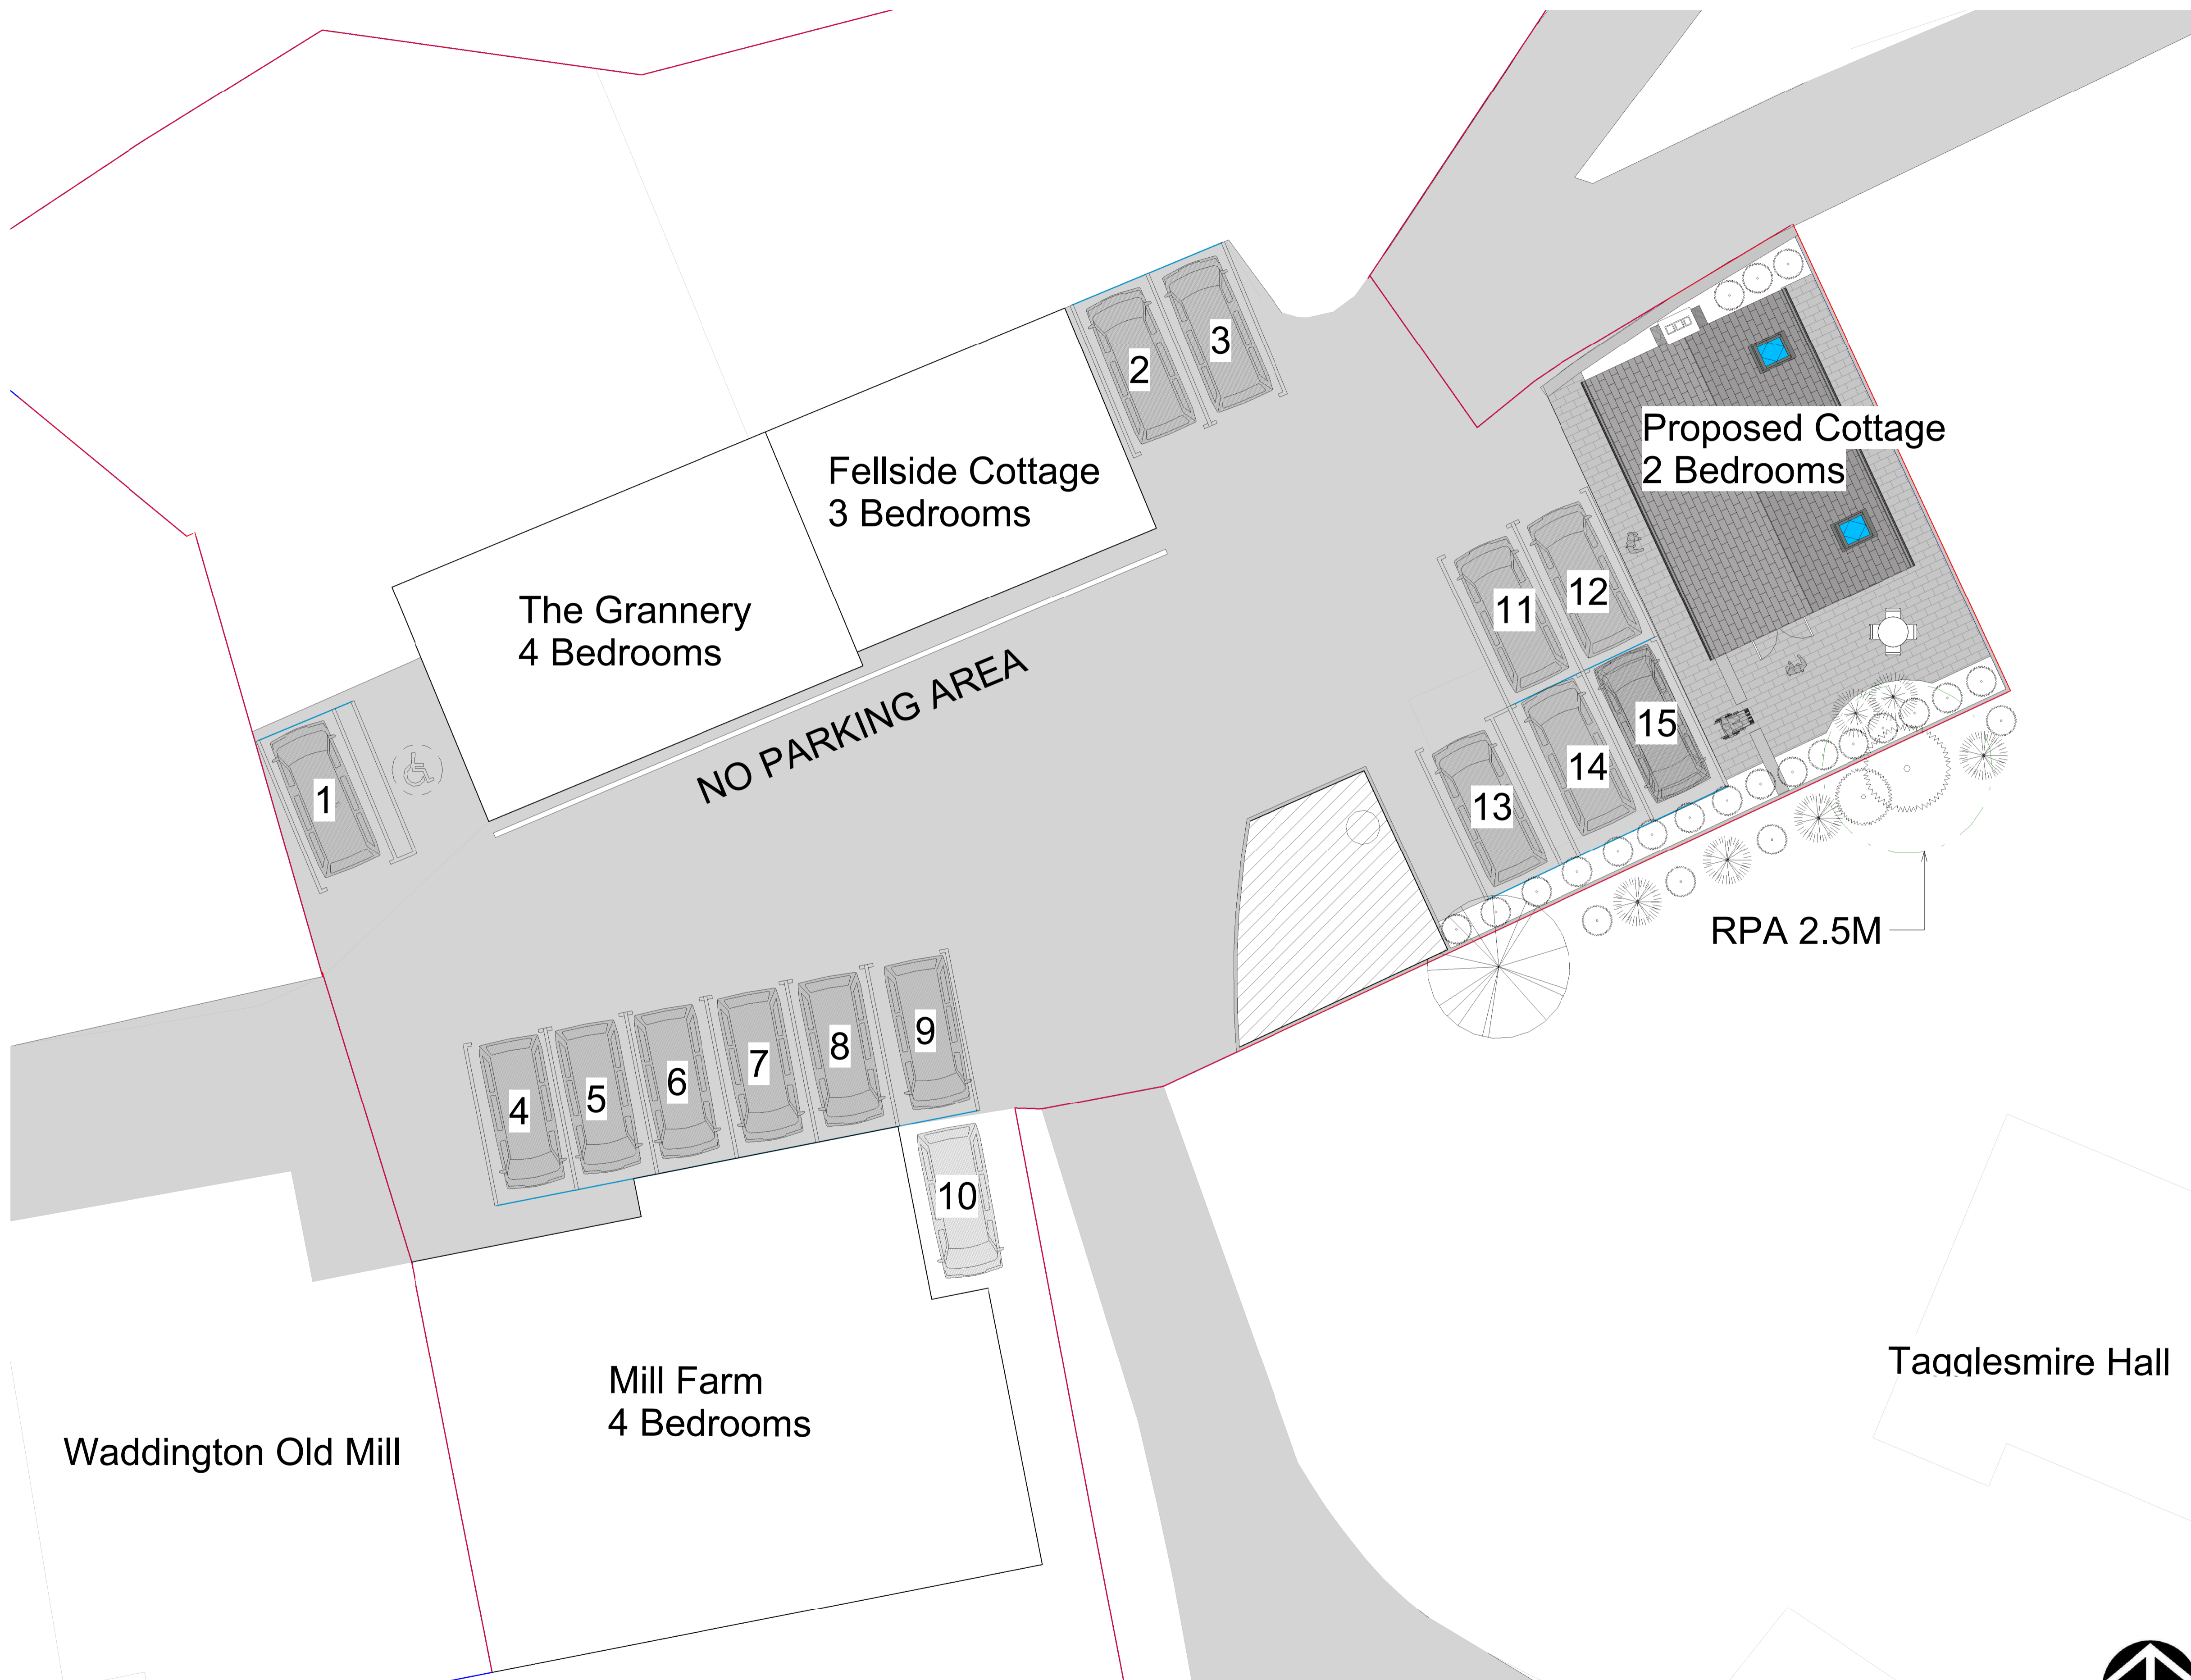 3
2
Proposed Cottage
2 Bedrooms
Fellside Cottage
3 Bedrooms
The Grannery
4 Bedrooms
12
11
NO PARKING AREA
15
14
1
13
RPA 2.5M
9
8
7
6
5
4
10
Tagglesmire Hall
Mill Farm
4 Bedrooms
Waddington Old Mill